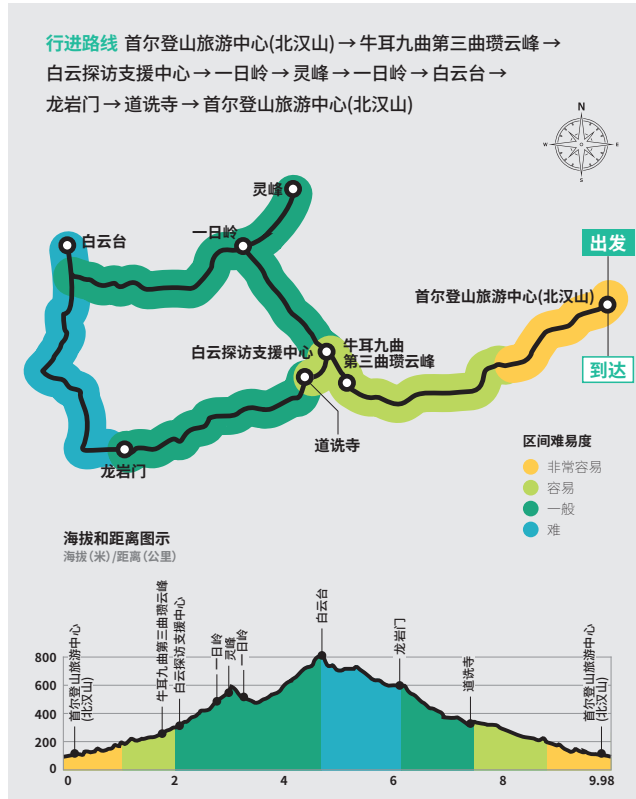 行进路线 首尔登山旅游中心(北汉山) → 牛耳九曲第三曲瓒云峰 →
白云探访支援中心 → 一日岭 → 灵峰 → 一日岭 → 白云台 →
龙岩门 → 道诜寺 → 首尔登山旅游中心(北汉山)
N
W
E
S
灵峰
一日岭
白云台
出发
首尔登山旅游中心(北汉山)
牛耳九曲
第三曲瓒云峰
白云探访支援中心
到达
道诜寺
龙岩门
区间难易度
非常容易
容易
一般
难
海拔和距离图示
海拔(米)/距离(公里)
首尔登山旅游中心
(北汉山)
牛耳九曲第三曲瓒云峰
白云探访支援中心
一日岭
灵峰
一日岭
白云台
龙岩门
道诜寺
首尔登山旅游中心
(北汉山)
800
600
400
200
0
0 2 4 6 8 9.98